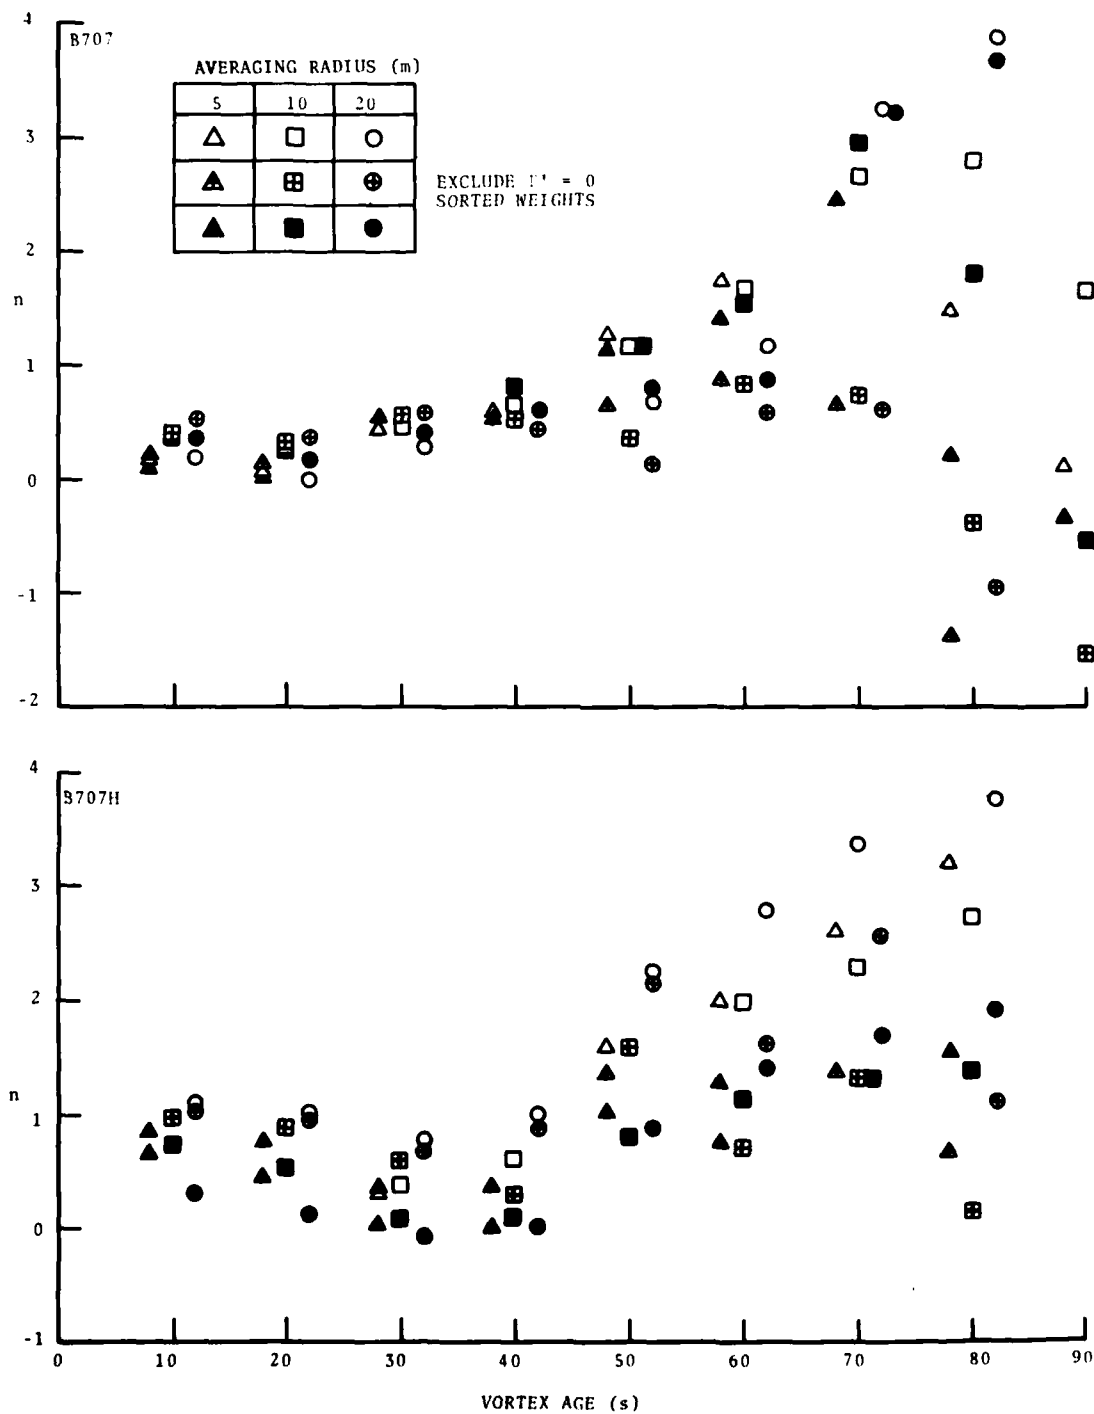 4
B707
AVERAGING RADIUS (m)
5 10 20
EXCLUDE Γ' = 0
SORTED WEIGHTS
3
2
n
1
0
-1
-2
4
B707H
3
2
n
1
0
-1
0 10 20 30 40 50 60 70 80 90
VORTEX AGE (s)